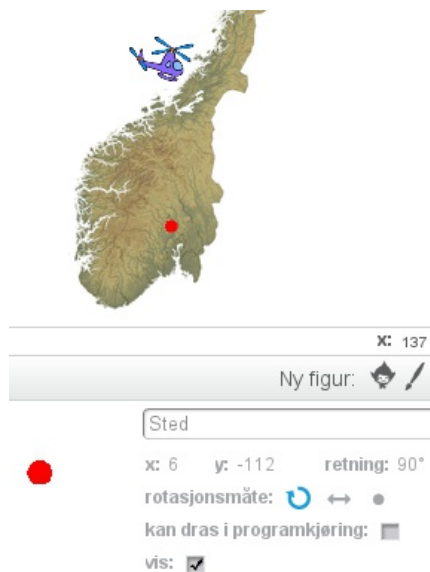 x: 137
Ny figur:
Sted
x: 6 y: -112 retning: 90°
rotasjonsmåte:
kan dras i programkjøring:
vis: